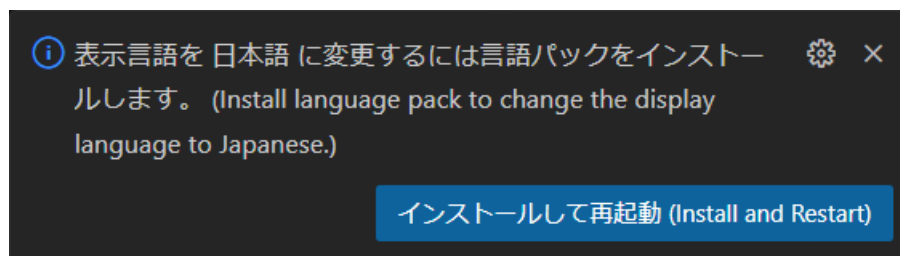 表示言語を 日本語 に変更するには言語パックをインストー
ルします。 (Install language pack to change the display
language to Japanese.)
インストールして再起動 (Install and Restart)